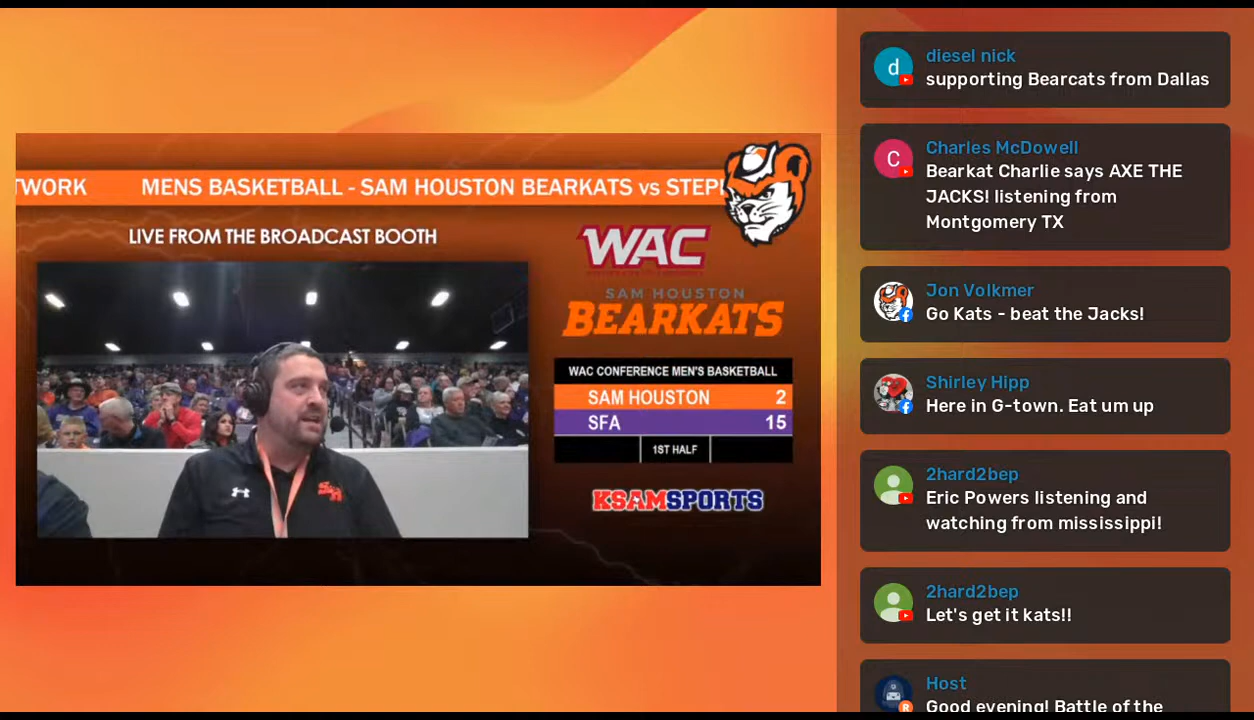 TWORK MENS BASKETBALL - SAM HOUSTON BEARKATS vs STEP
LIVE FROM THE BROADCAST BOOTH
WAC
SAM HOUSTON
BEARKATS
WAC CONFERENCE MEN'S BASKETBALL
SAM HOUSTON 2
SFA 15
1ST HALF
KSAMSPORTS
SH
d
diesel nick
supporting Bearcats from Dallas
C
Charles McDowell
Bearkat Charlie says AXE THE
JACKS! listening from
Montgomery TX
Jon Volkmer
Go Kats - beat the Jacks!
Shirley Hipp
Here in G-town. Eat um up
2hard2bep
Eric Powers listening and
watching from mississippi!
2hard2bep
Let's get it kats!!
Host
Good evening! Battle of the